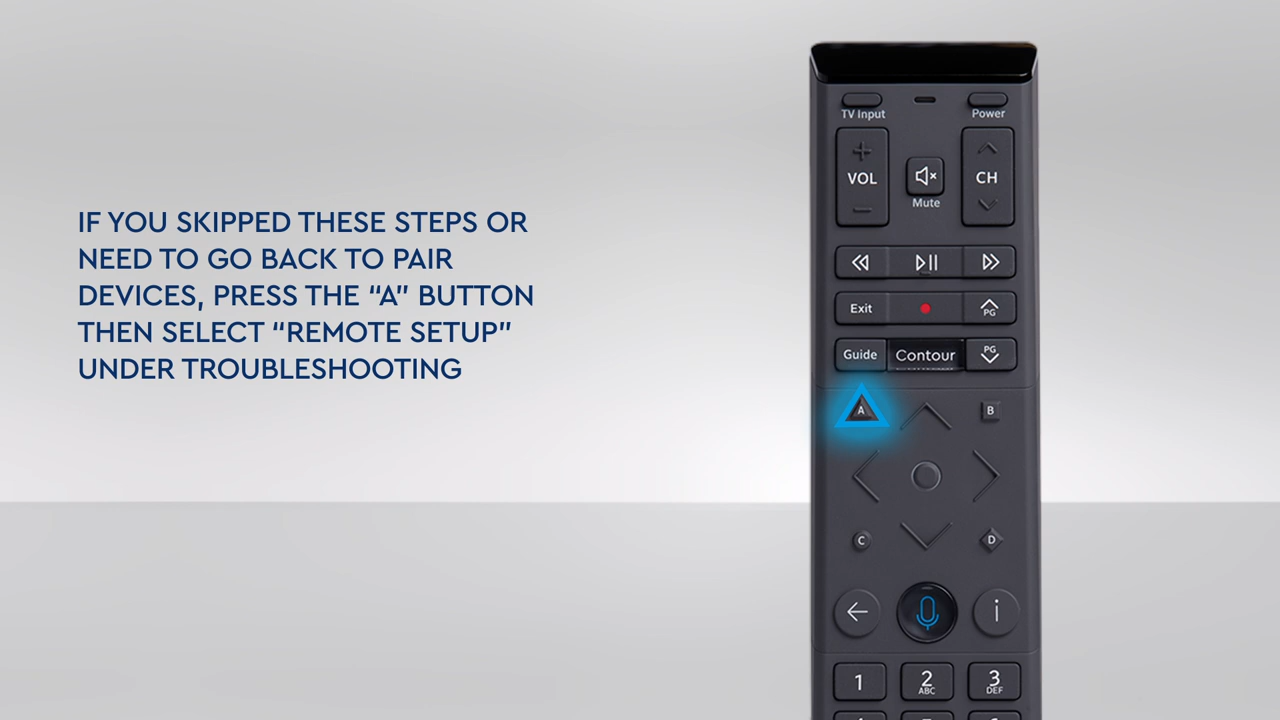 IF YOU SKIPPED THESE STEPS OR
NEED TO GO BACK TO PAIR
DEVICES, PRESS THE “A” BUTTON
THEN SELECT “REMOTE SETUP”
UNDER TROUBLESHOOTING
TV Input
Power
VOL
CH
Mute
Exit
PG
Guide
Contour
PG
A
B
C
D
i
1
2
3
ABC
DEF